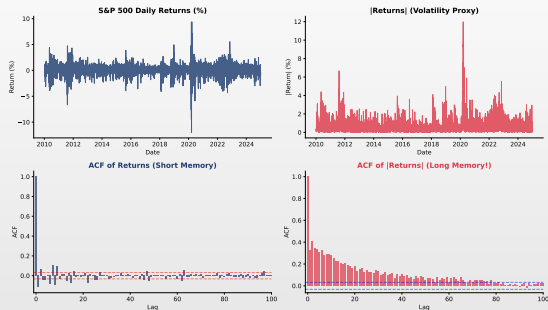 S&P 500 Daily Returns (%)
Return (%)
10
5
0
−5
−10
2010 2012 2014 2016 2018 2020 2022 2024
Date
|Returns| (Volatility Proxy)
|Return| (%)
12
10
8
6
4
2
0
2010 2012 2014 2016 2018 2020 2022 2024
Date
ACF of Returns (Short Memory)
ACF
1.0
0.8
0.6
0.4
0.2
0.0
0 20 40 60 80 100
Lag
ACF of |Returns| (Long Memory!)
ACF
1.0
0.8
0.6
0.4
0.2
0.0
0 20 40 60 80 100
Lag